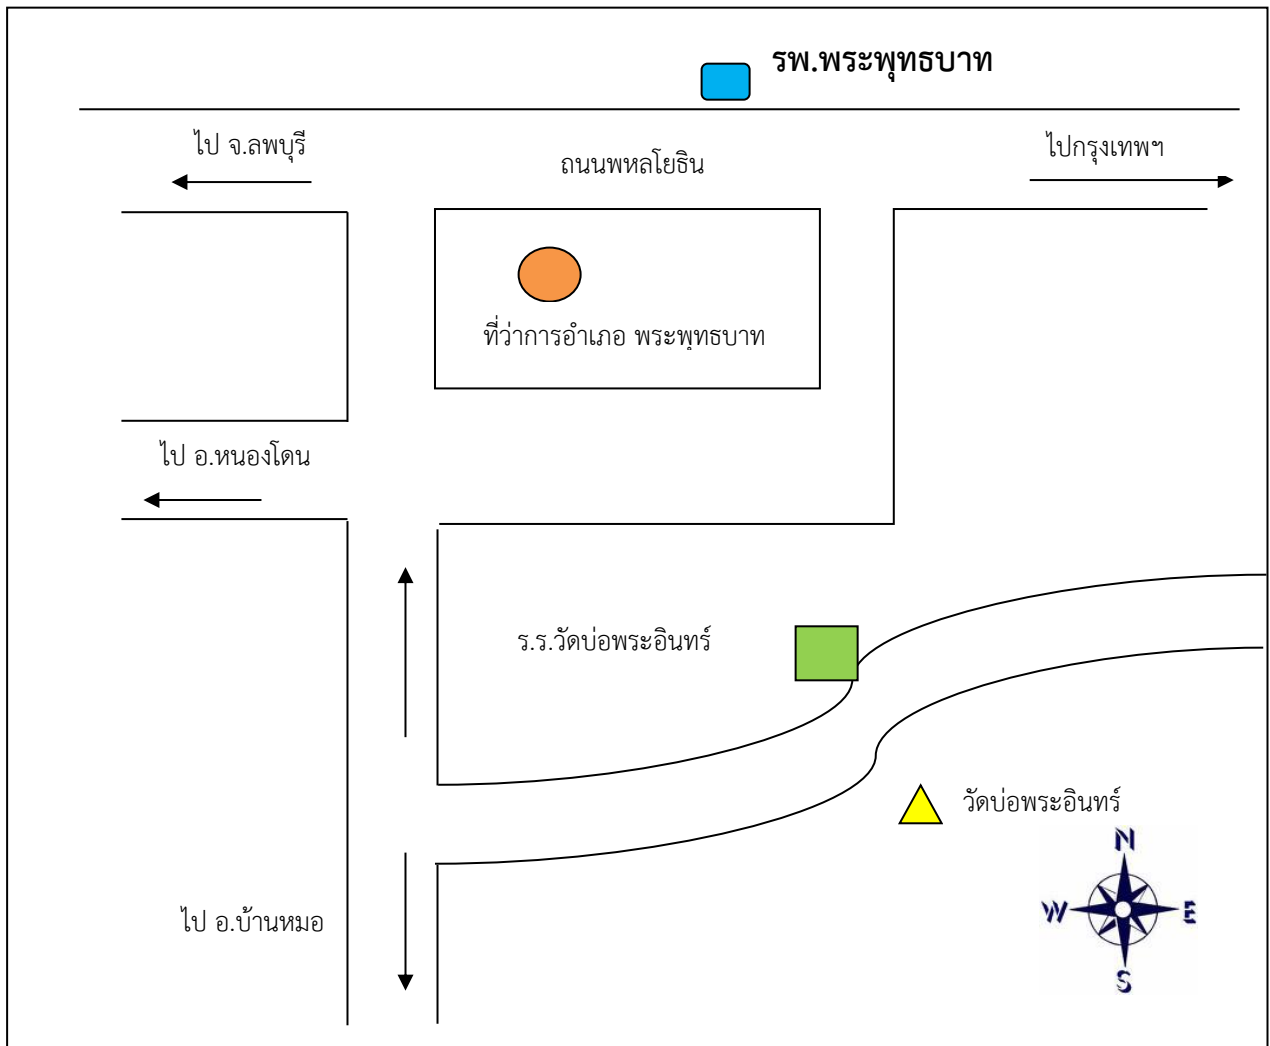 รพ.พระพุทธบาท
ไป จ.ลพบุรี
ถนนพหลโยธิน
ไปกรุงเทพฯ
ที่ว่าการอำเภอ พระพุทธบาท
ไป อ.หนองโดน
ร.ร.วัดบ่อพระอินทร์
วัดบ่อพระอินทร์
N
W E
S
ไป อ.บ้านหมอ